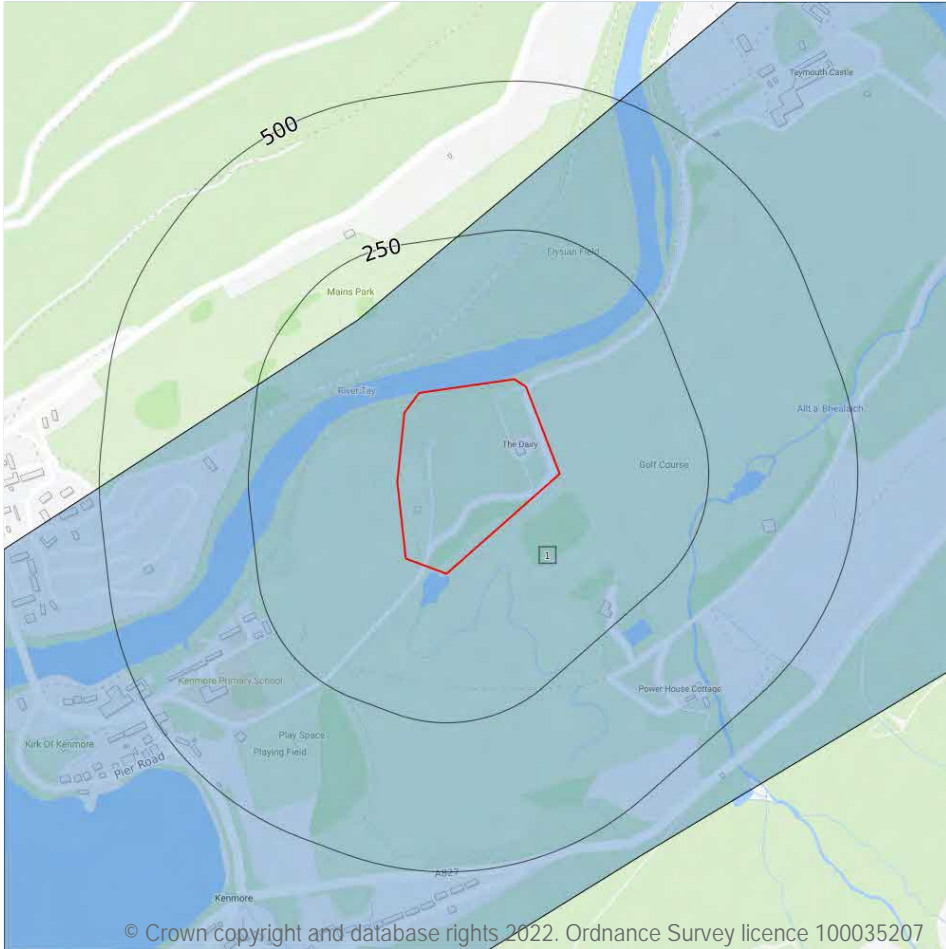 Taymouth Castle
500
250
Elysian Field
Mains Park
River Tay
Allt a' Bhealaich
The Dairy
Golf Course
1
Kenmore Primary School
Power House Cottage
Play Space
Kirk Of Kenmore
Playing Field
Pier Road
A827
Kenmore
© Crown copyright and database rights 2022. Ordnance Survey licence 100035207